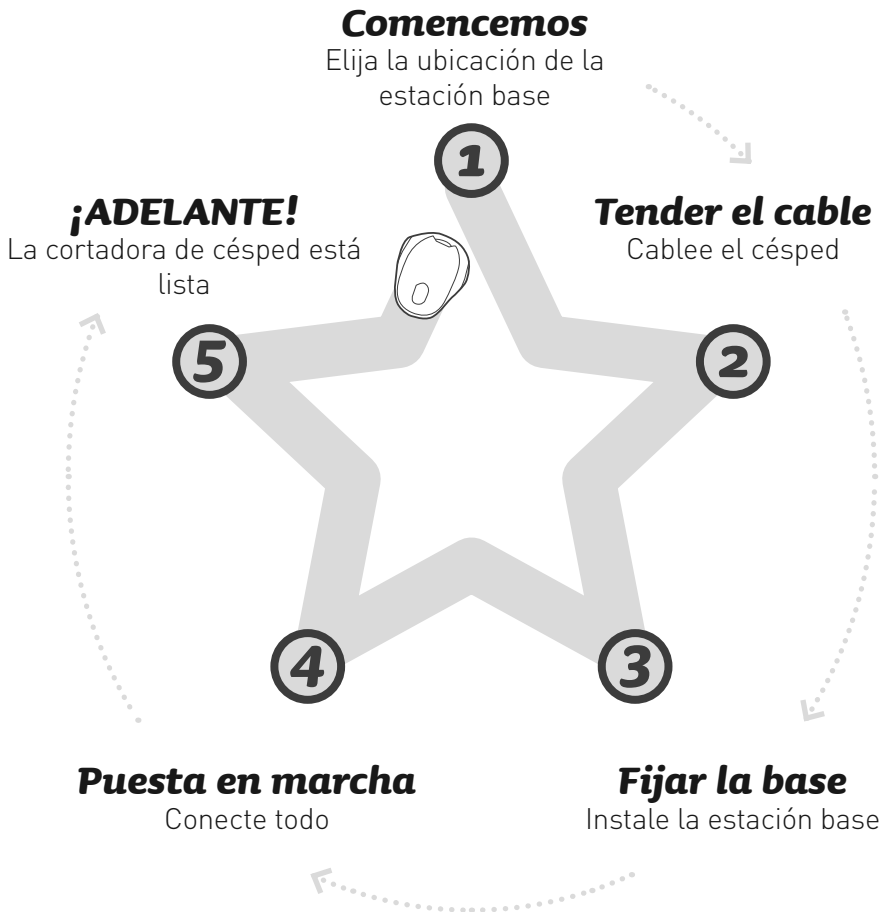 Comencemos
Elija la ubicación de la
estación base
1
Tender el cable
Cablee el césped
2
Fijar la base
Instale la estación base
3
Puesta en marcha
Conecte todo
4
¡ADELANTE!
La cortadora de césped está
lista
5